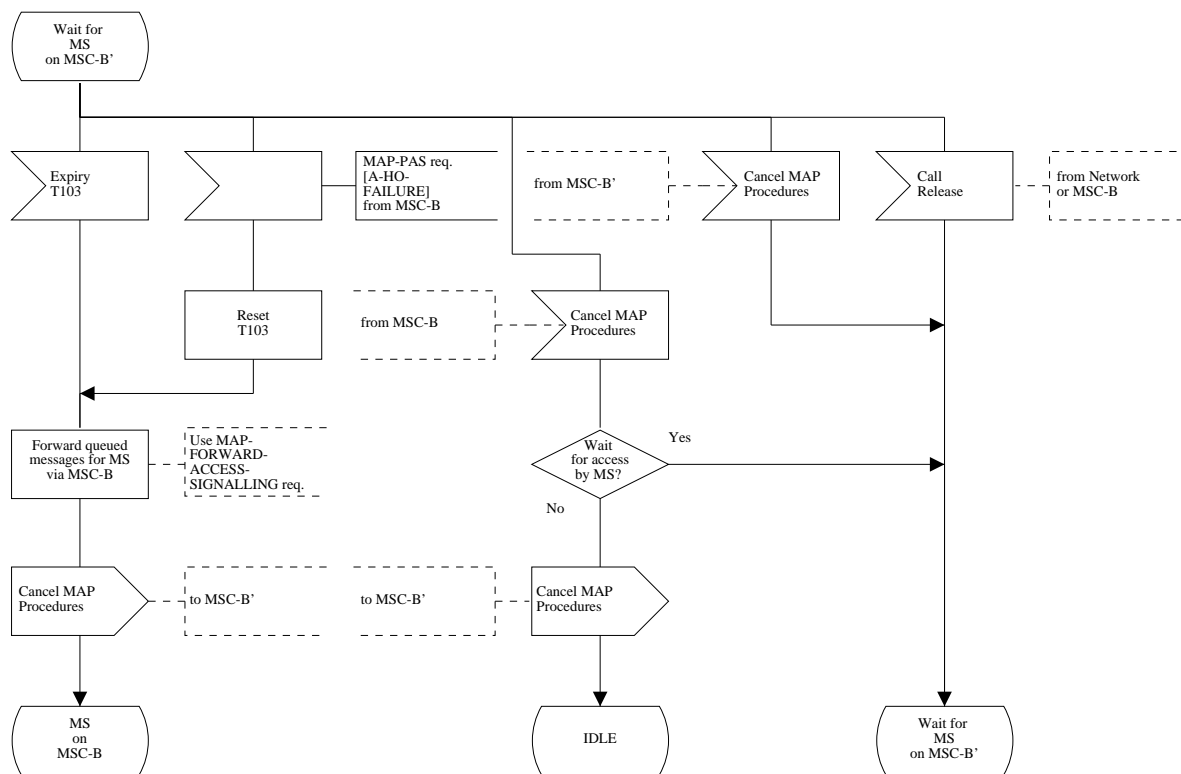 Wait for
MS
on MSC-B’
Expiry
T103
MAP-PAS req.
[A-HO-
FAILURE]
from MSC-B
from MSC-B’
Cancel MAP
Procedures
Call
Release
from Network
or MSC-B
Reset
T103
from MSC-B
Cancel MAP
Procedures
Forward queued
messages for MS
via MSC-B
Use MAP-
FORWARD-
ACCESS-
SIGNALLING req.
Wait
for access
by MS?
Yes
No
Cancel MAP
Procedures
to MSC-B’
to MSC-B’
Cancel MAP
Procedures
MS
on
MSC-B
IDLE
Wait for
MS
on MSC-B’